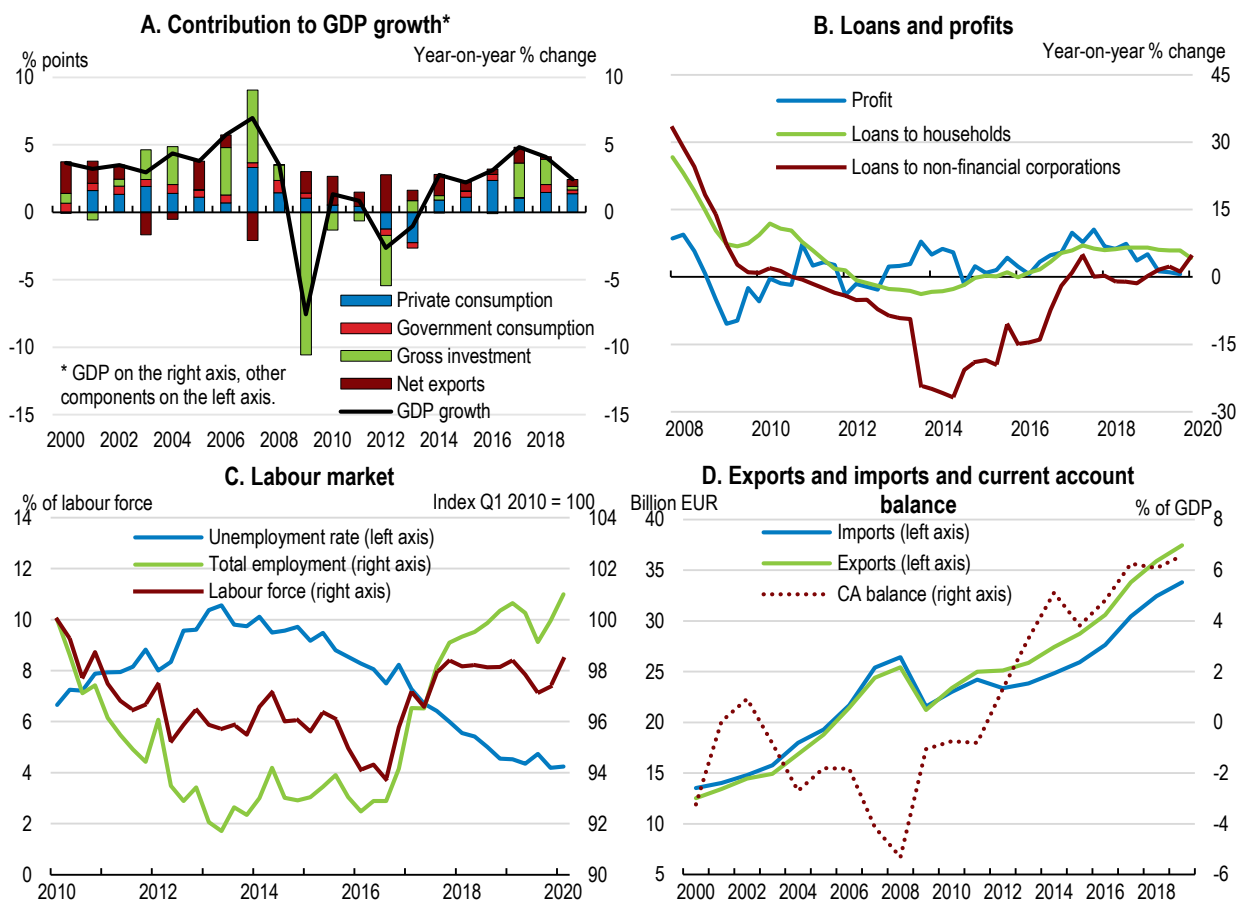 A. Contribution to GDP growth*
% points
Year-on-year % change
10
10
5
5
0
0
-5
-5
-10
-10
-15
-15
Private consumption
Government consumption
Gross investment
Net exports
GDP growth
* GDP on the right axis, other
components on the left axis.
2000 2002 2004 2006 2008 2010 2012 2014 2016 2018
B. Loans and profits
Year-on-year % change
45
30
15
0
-15
-30
Profit
Loans to households
Loans to non-financial corporations
2008 2010 2012 2014 2016 2018 2020
C. Labour market
% of labour force
Index Q1 2010 = 100
14
104
12
102
10
100
8
98
6
96
4
94
2
92
0
90
Unemployment rate (left axis)
Total employment (right axis)
Labour force (right axis)
2010 2012 2014 2016 2018 2020
D. Exports and imports and current account
balance
Billion EUR
% of GDP
40
8
35
6
30
4
25
2
20
0
15
-2
10
-4
5
-6
Imports (left axis)
Exports (left axis)
CA balance (right axis)
2000 2002 2004 2006 2008 2010 2012 2014 2016 2018